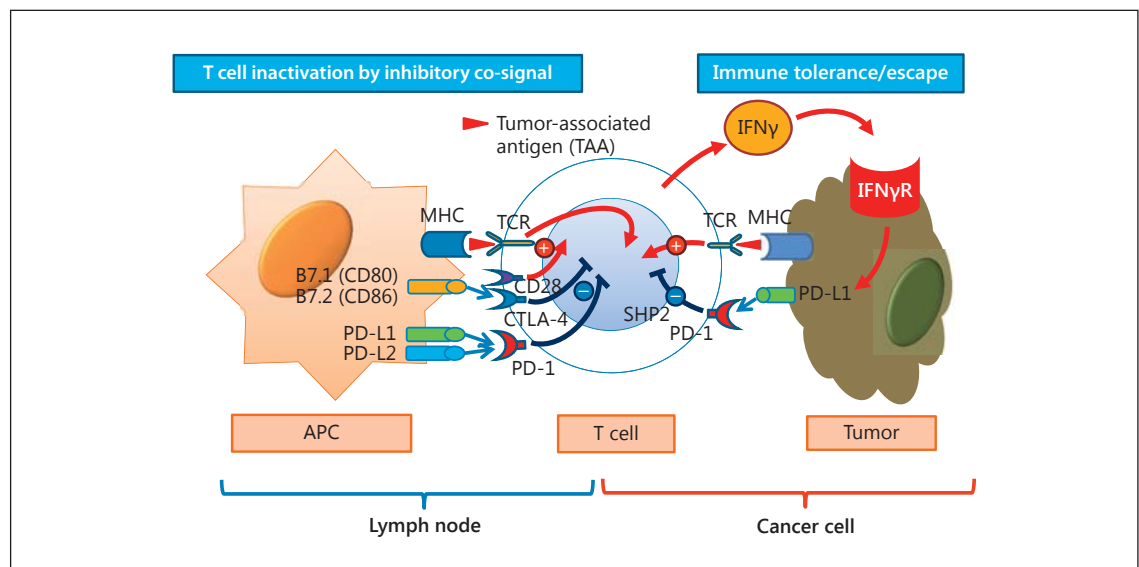 T cell inactivation by inhibitory co-signal
Immune tolerance/escape
Tumor-associated
antigen (TAA)
IFNγ
IFNγR
MHC
TCR
TCR
MHC
+
+
B7.1 (CD80)
B7.2 (CD86)
CD28
CTLA-4
−
−
SHP2
PD-1
PD-L1
PD-L1
PD-L2
PD-1
APC
T cell
Tumor
Lymph node
Cancer cell